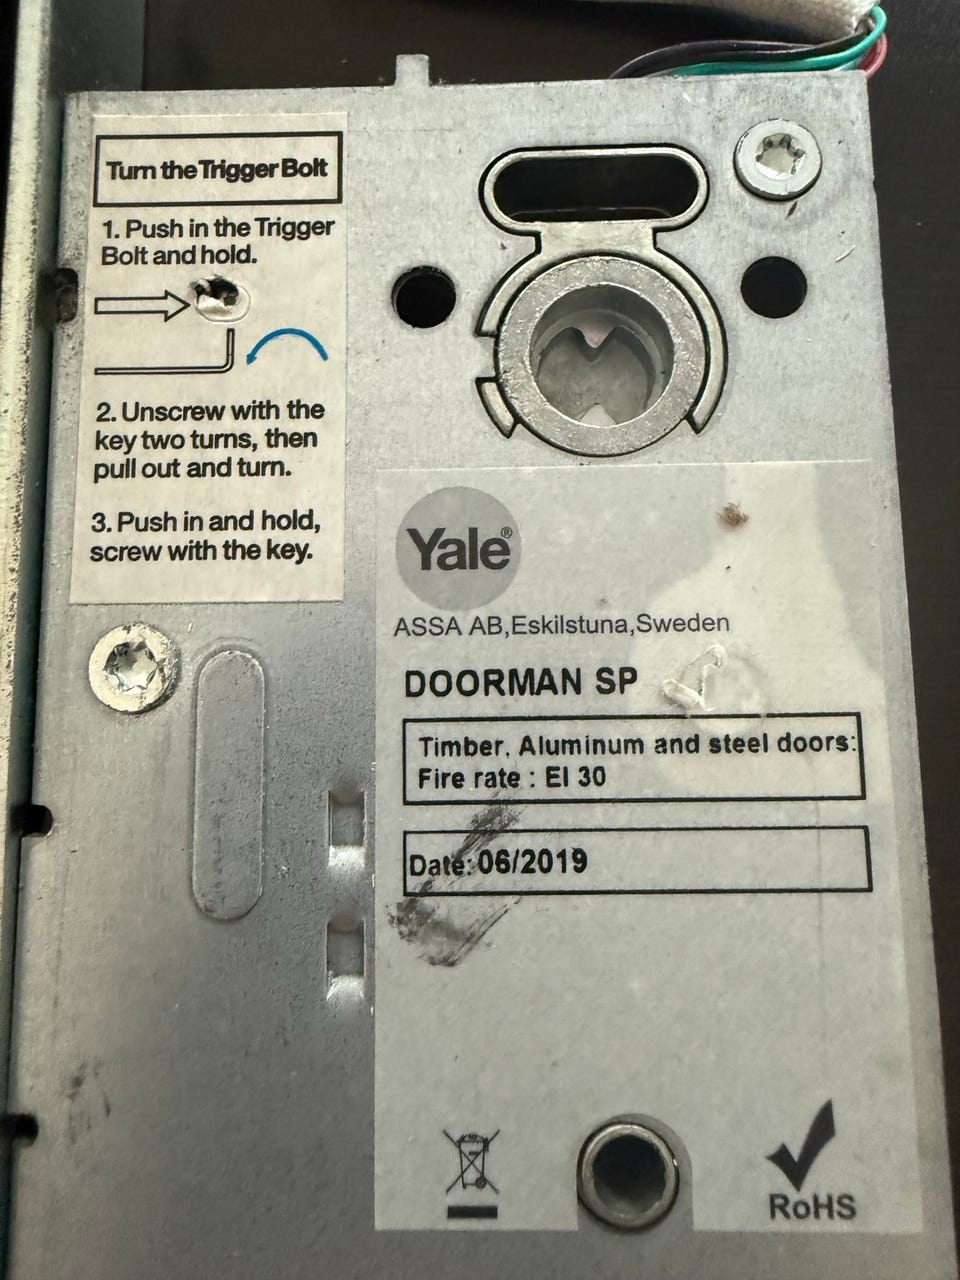 Turn the Trigger Bolt
1. Push in the Trigger
Bolt and hold.
2. Unscrew with the
key two turns, then
pull out and turn.
3. Push in and hold,
screw with the key.
Yale®
ASSA AB,Eskilstuna,Sweden
DOORMAN SP
Timber, Aluminum and steel doors:
Fire rate : EI 30
Date: 06/2019
RoHS